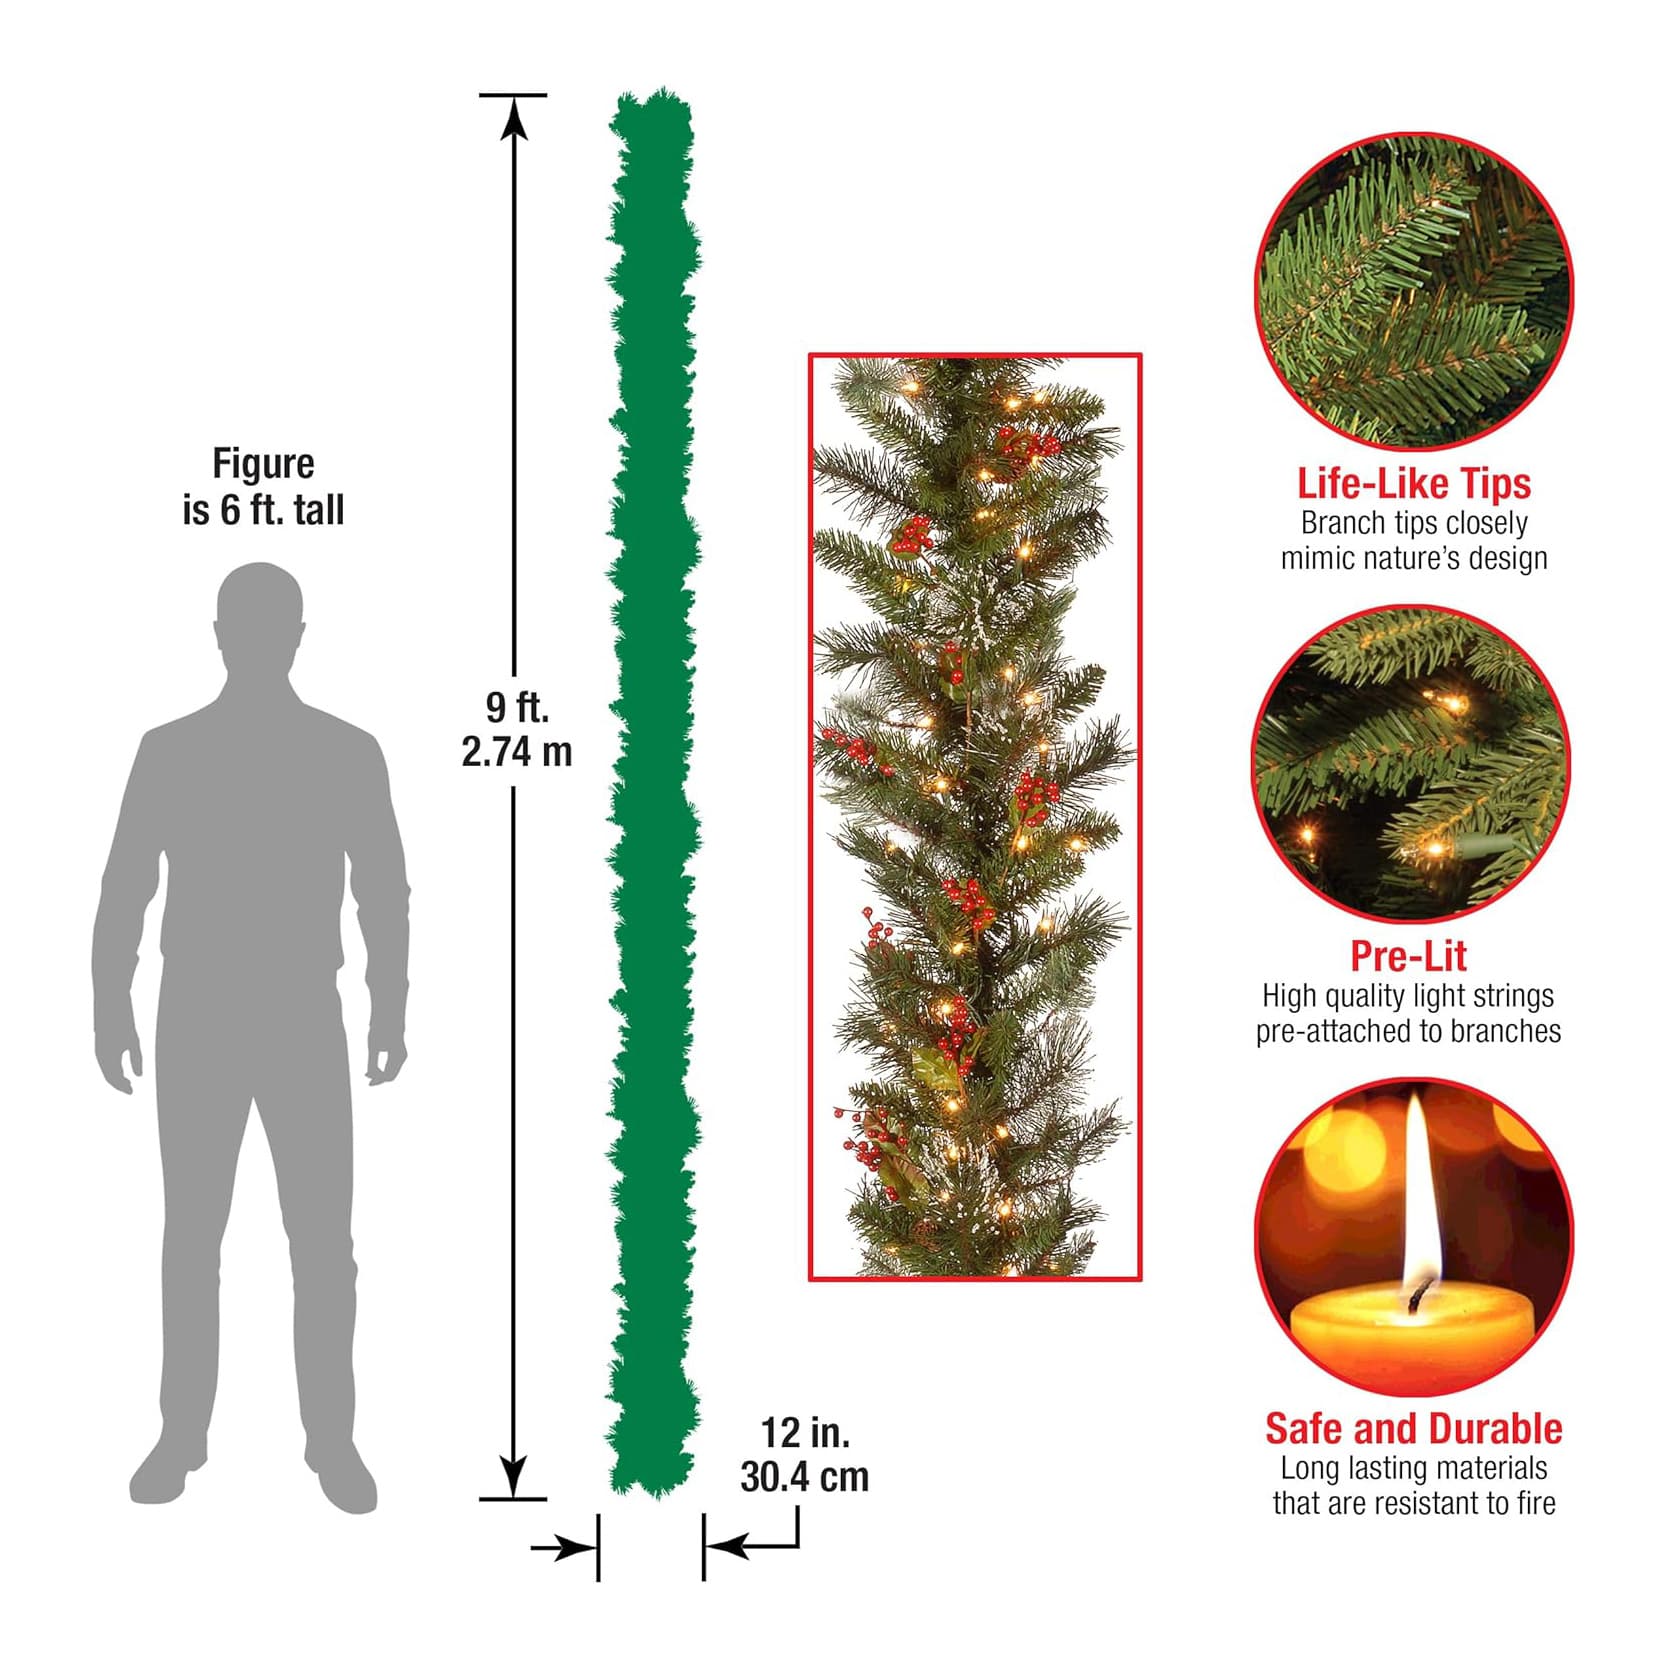 Figure
is 6 ft. tall
9 ft.
2.74 m
12 in.
30.4 cm
Life-Like Tips
Branch tips closely
mimic nature's design
Pre-Lit
High quality light strings
pre-attached to branches
Safe and Durable
Long lasting materials
that are resistant to fire